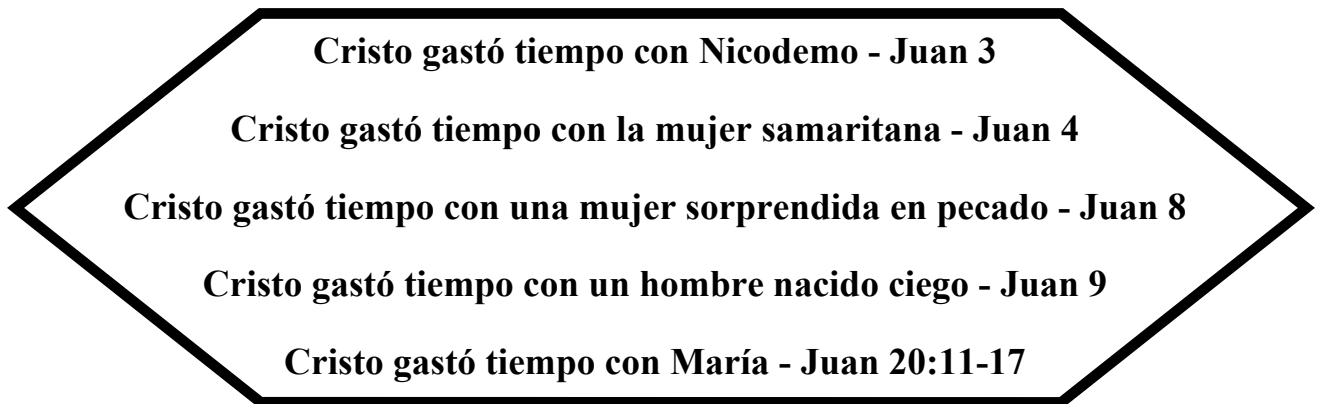 Cristo gastó tiempo con Nicodemo - Juan 3
Cristo gastó tiempo con la mujer samaritana - Juan 4
Cristo gastó tiempo con una mujer sorprendida en pecado - Juan 8
Cristo gastó tiempo con un hombre nacido ciego - Juan 9
Cristo gastó tiempo con María - Juan 20:11-17